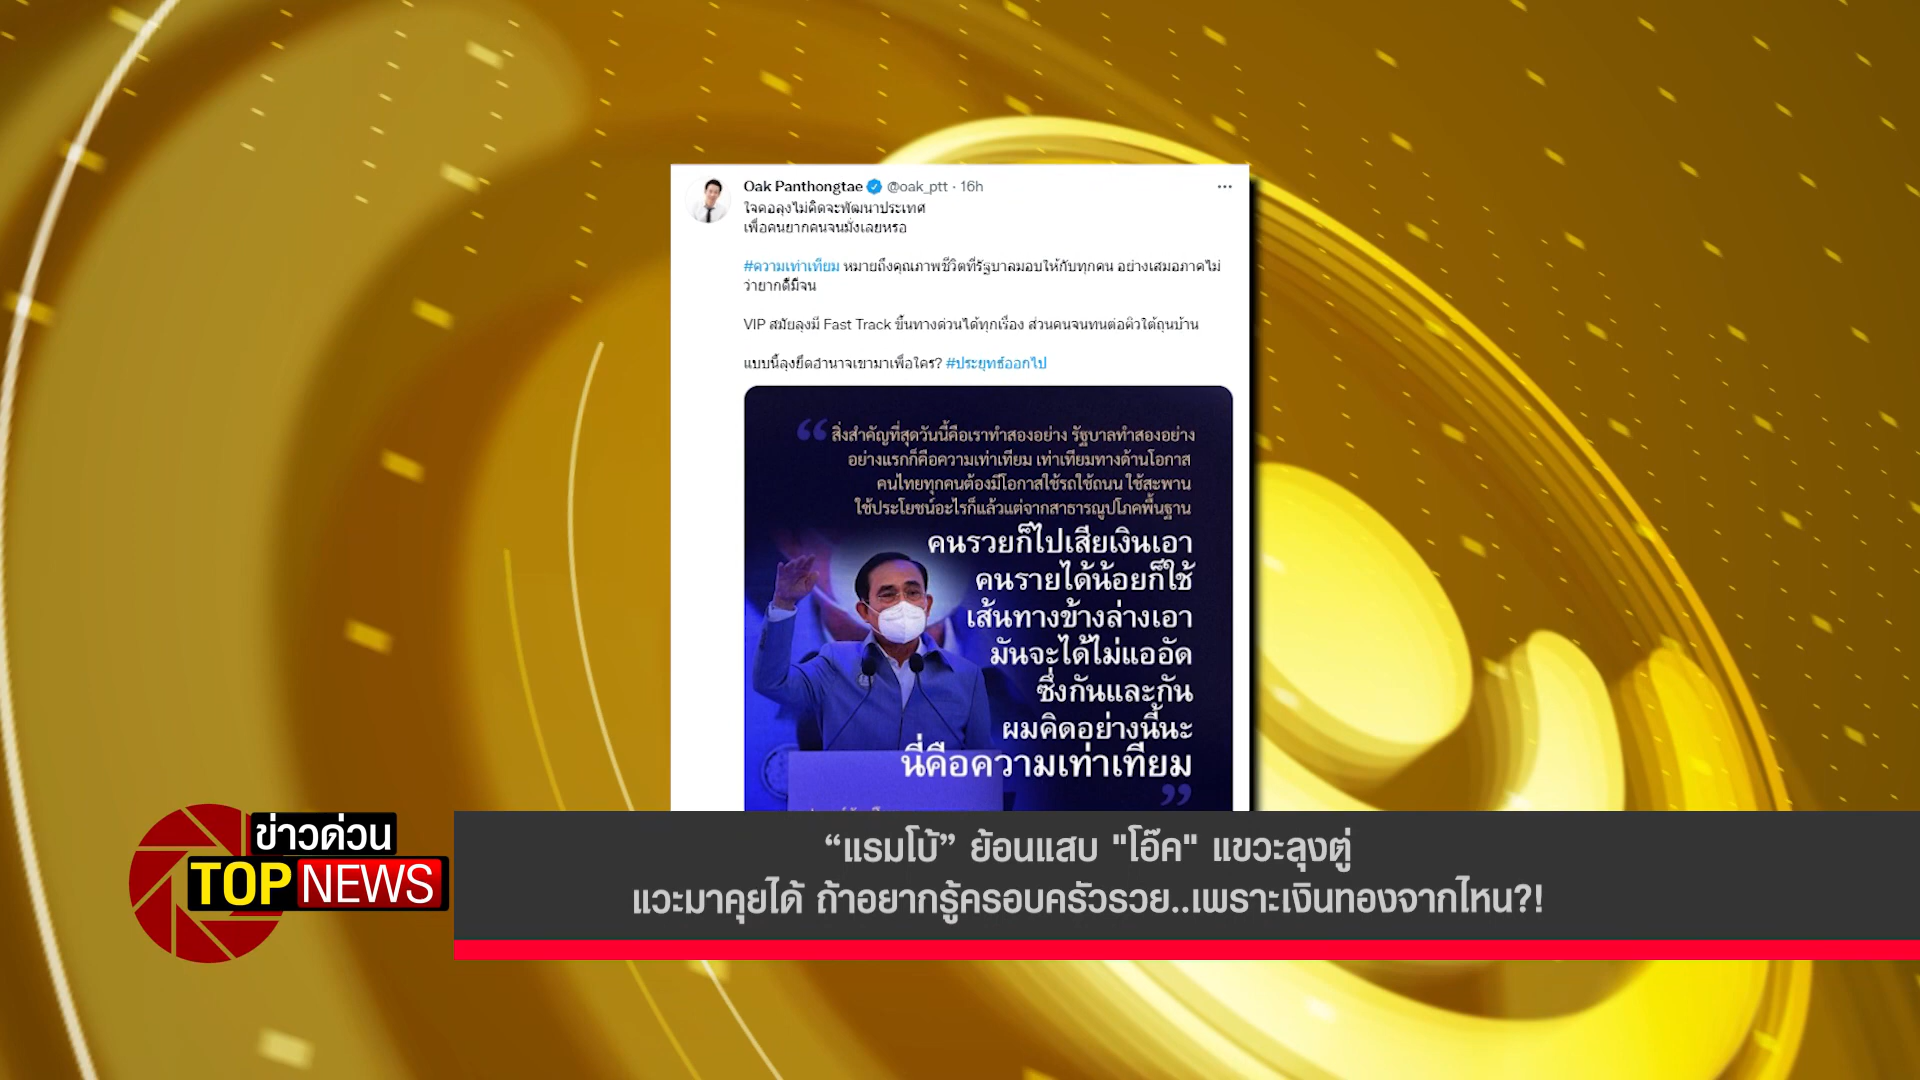 Oak Panthongtae @oak_ptt · 16h
ใจคอลุงไม่คิดจะพัฒนาประเทศ
เพื่อคนยากคนจนมั่งเลยหรอ
#ความเท่าเทียม หมายถึงคุณภาพชีวิตที่รัฐบาลมอบให้กับทุกคน อย่างเสมอภาคไม่
ว่ายากดีมีจน
VIP สมัยลุงมี Fast Track ขึ้นทางด่วนได้ทุกเรื่อง ส่วนคนจนทนต่อคิวใต้ถุนบ้าน
แบบนี้ลุงยึดอำนาจเขามาเพื่อใคร? #ประยุทธ์ออกไป
“สิ่งสำคัญที่สุดวันนี้คือเราทำสองอย่าง รัฐบาลทำสองอย่าง
อย่างแรกก็คือความเท่าเทียม เท่าเทียมทางด้านโอกาส
คนไทยทุกคนต้องมีโอกาสใช้รถใช้ถนน ใช้สะพาน
ใช้ประโยชน์อะไรก็แล้วแต่จากสาธารณูปโภคพื้นฐาน
คนรวยก็ไปเสียเงินเอา
คนรายได้น้อยก็ใช้
เส้นทางข้างล่างเอา
มันจะได้ไม่แออัด
ซึ่งกันและกัน
ผมคิดอย่างนี้นะ
นี่คือความเท่าเทียม
”
ข่าวด่วน
TOP NEWS
“แรมโบ้” ย้อนแสบ "โอ๊ค" แขวะลุงตู่
แวะมาคุยได้ ถ้าอยากรู้ครอบครัวรวย..เพราะเงินทองจากไหน?!